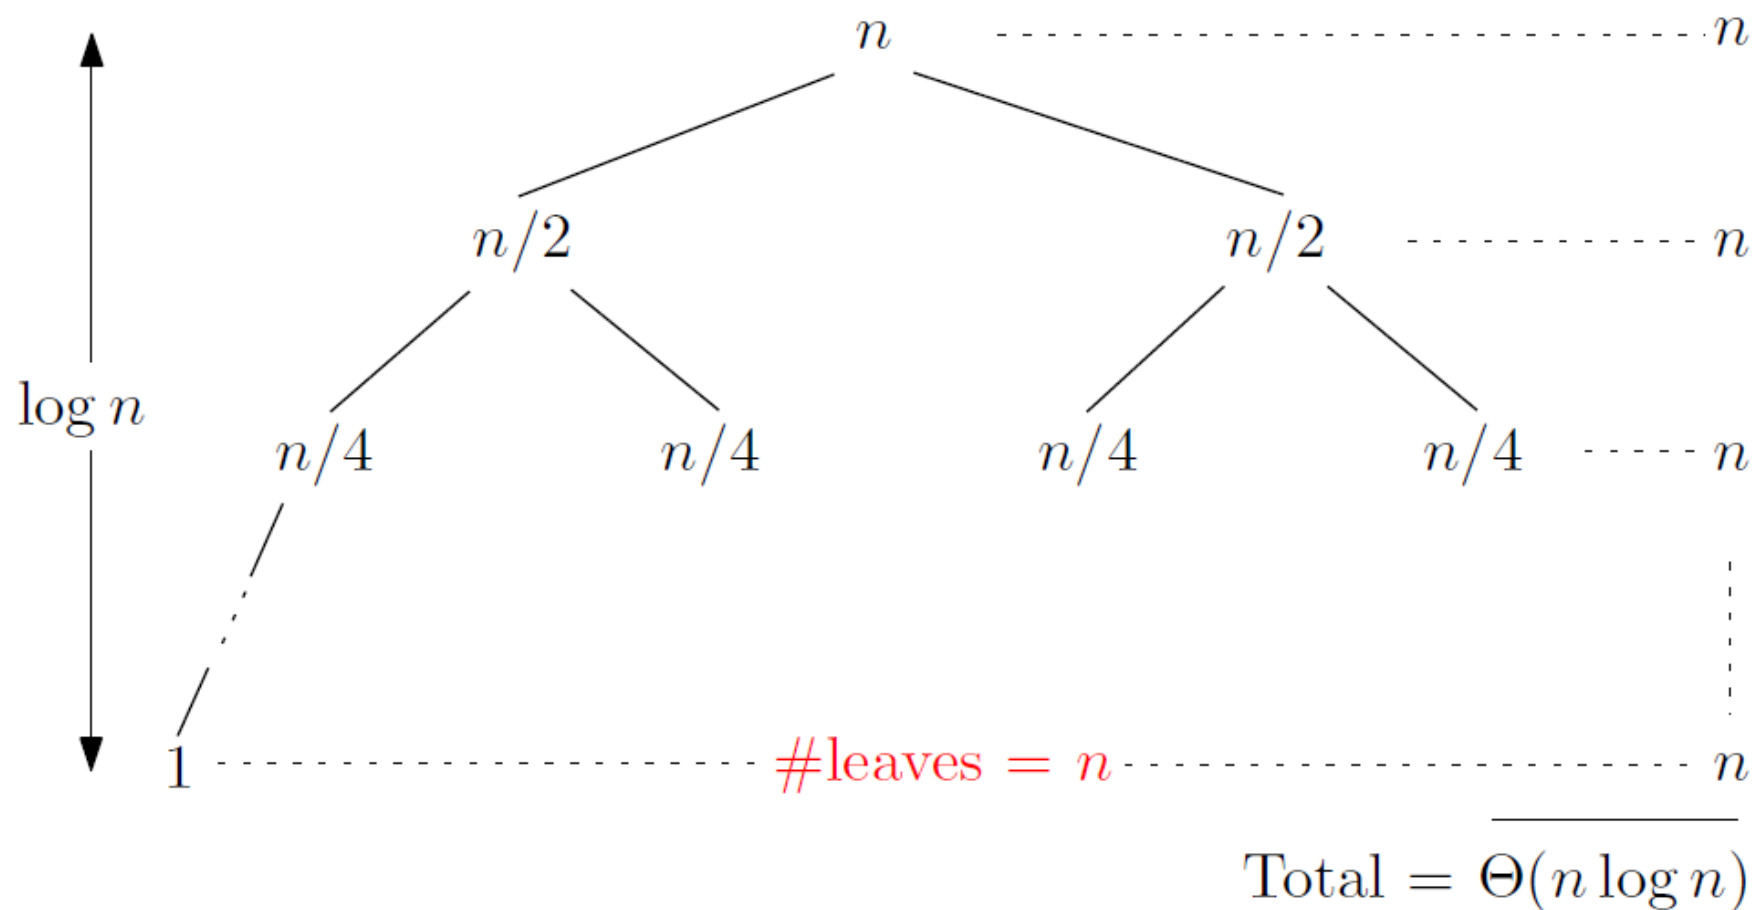 n n
n/2 n/2 n
log n
n/4 n/4 n/4 n/4 n
1 #leaves = n n
Total = Θ(n log n)